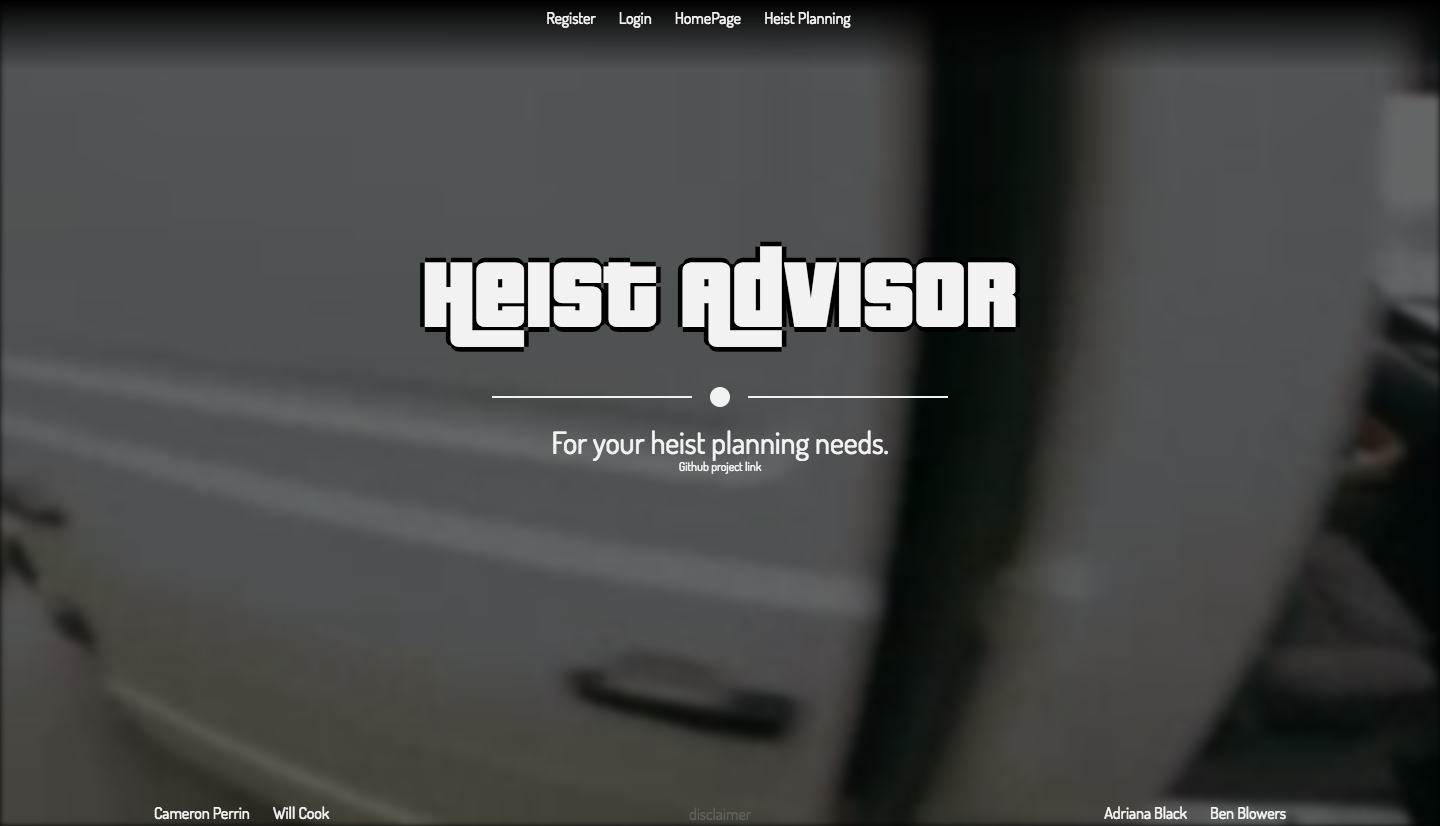 Register Login HomePage Heist Planning
Heist Advisor
For your heist planning needs.
Github project link
Cameron Perrin Will Cook disclaimer Adriana Black Ben Blowers